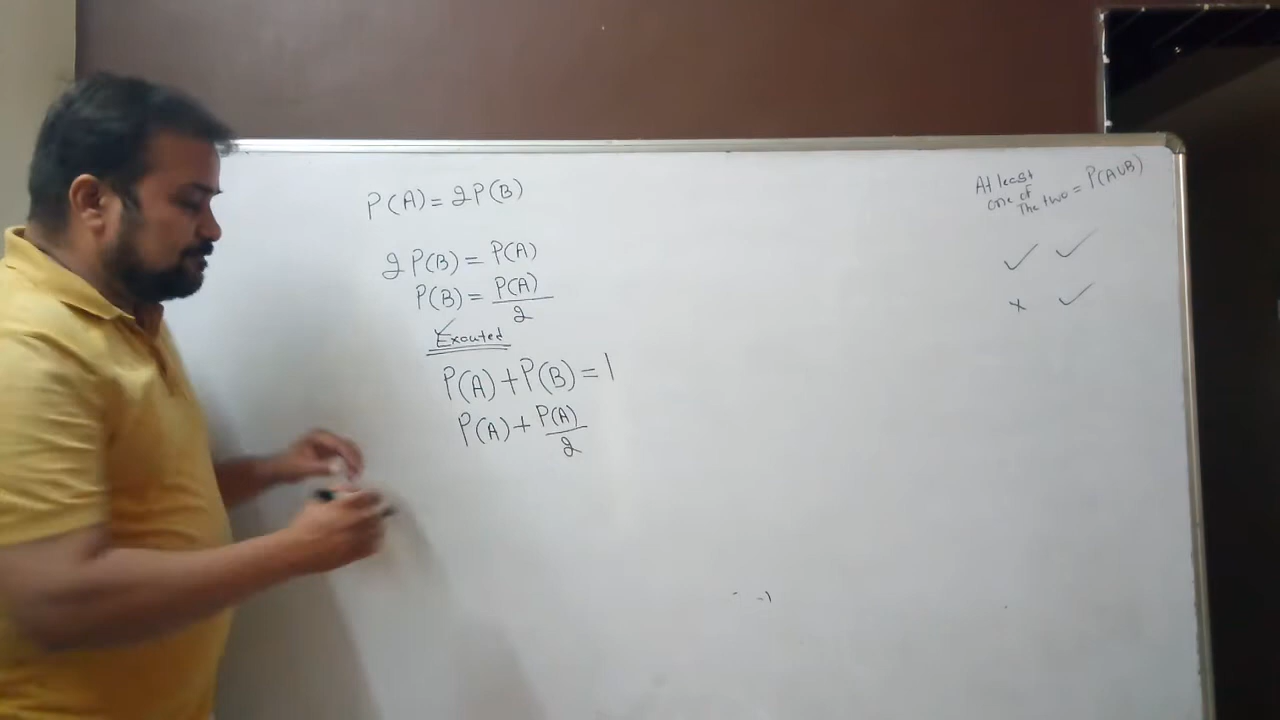 P(A) = 2P(B)
2P(B) = P(A)
P(B) = P(A)/2
Exouted
P(A) + P(B) = 1
P(A) + P(A)/2
At least
one of
The two = P(A∪B)
✓ ✓
× ✓